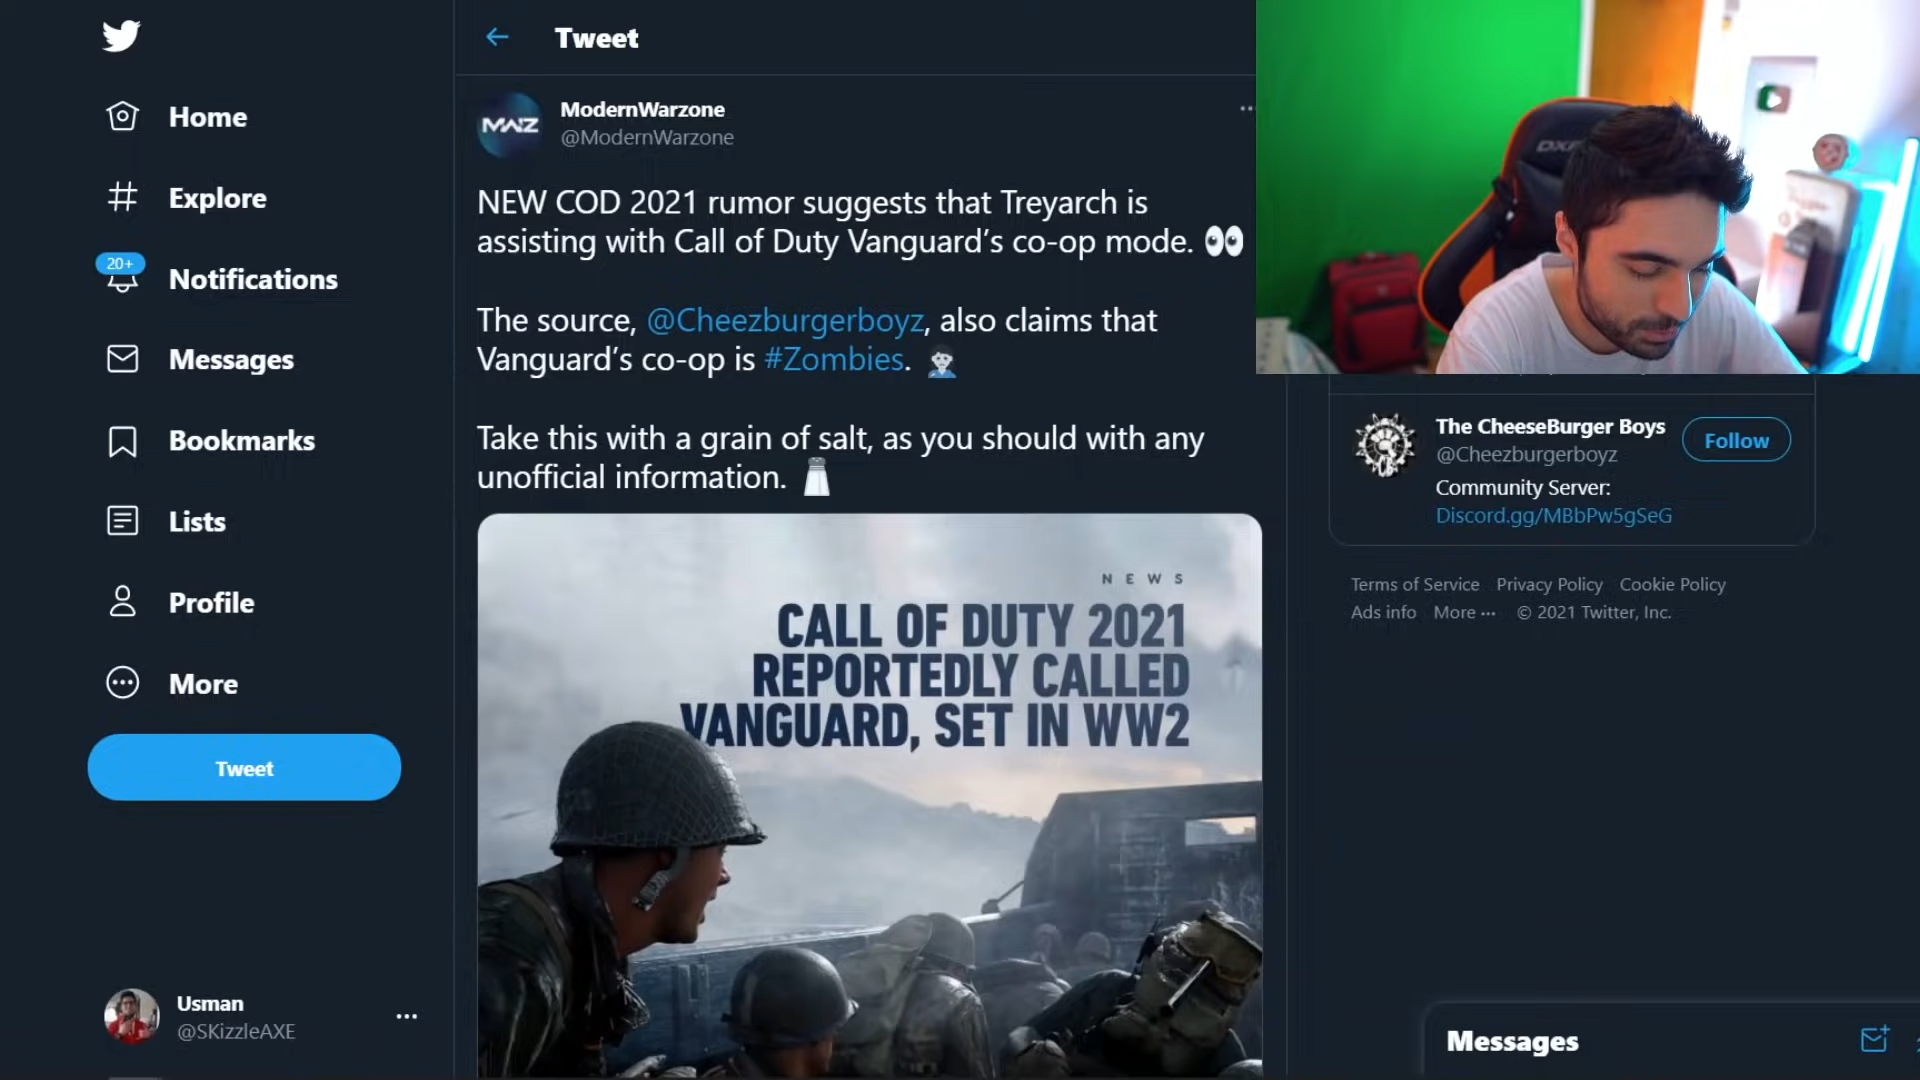 Tweet
Home
Explore
20+
Notifications
Messages
Bookmarks
Lists
Profile
More
Tweet
Usman
@SKizzleAXE
MWZ
ModernWarzone
@ModernWarzone
NEW COD 2021 rumor suggests that Treyarch is
assisting with Call of Duty Vanguard’s co-op mode. 👀
The source, @Cheezburgerboyz, also claims that
Vanguard’s co-op is #Zombies. 🧟‍♂️
Take this with a grain of salt, as you should with any
unofficial information. 🧂
NEWS
CALL OF DUTY 2021
REPORTEDLY CALLED
VANGUARD, SET IN WW2
The CheeseBurger Boys
@Cheezburgerboyz
Follow
Community Server:
Discord.gg/MBbPw5gSeG
Terms of Service Privacy Policy Cookie Policy
Ads info More ··· © 2021 Twitter, Inc.
Messages